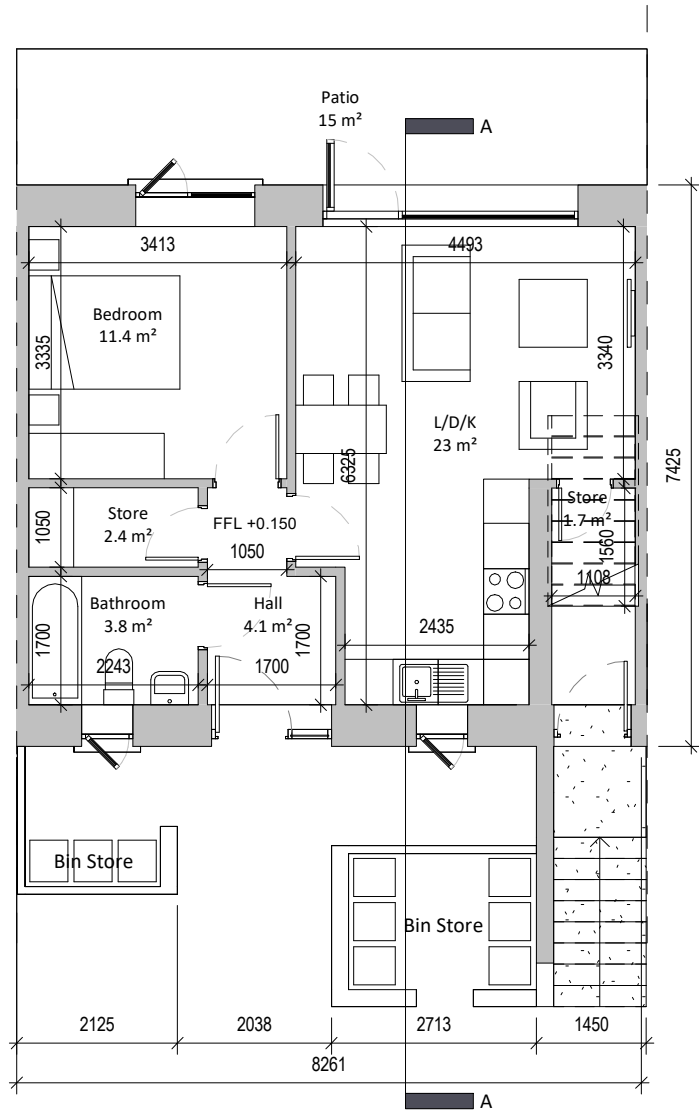 Patio
15 m²
A
3413
4493
Bedroom
11.4 m²
3335
3340
L/D/K
23 m²
6325
7425
Store
2.4 m²
1050
FFL +0.150
1050
Store
1.7 m²
1560
1108
Bathroom
3.8 m²
Hall
4.1 m²
1700
1700
2435
2243
1700
Bin Store
Bin Store
2125
2038
2713
1450
8261
A